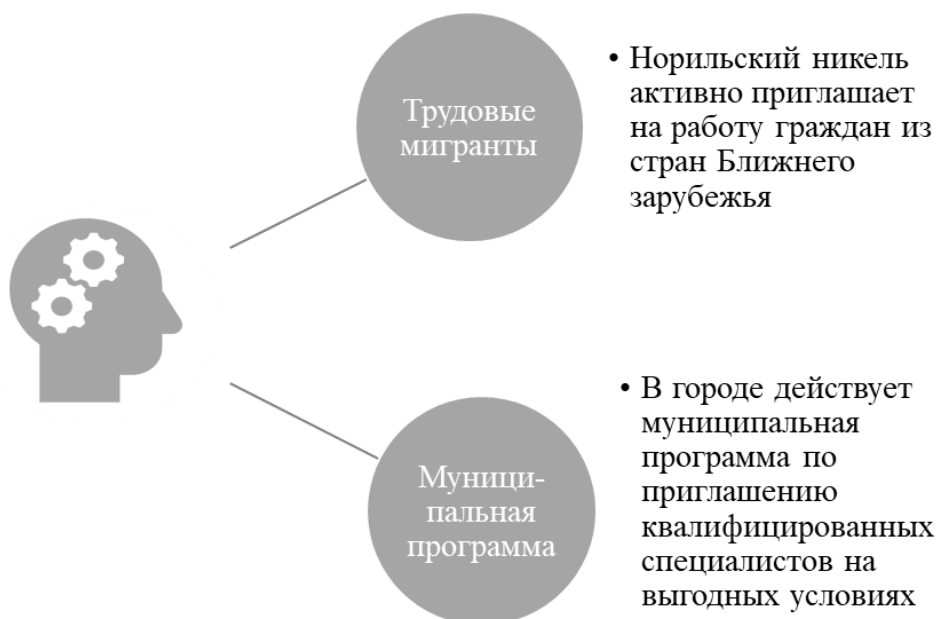 Трудовые
мигранты
• Норильский никель
активно приглашает
на работу граждан из
стран Ближнего
зарубежья
Муници-
пальная
программа
• В городе действует
муниципальная
программа по
приглашению
квалифицированных
специалистов на
выгодных условиях